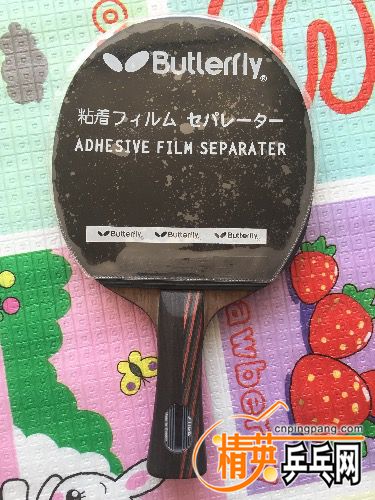 Butterfly®
粘着フィルム セパレーター
ADHESIVE FILM SEPARATER
Butterfly® Butterfly® Butterfly®
awber
cnpingpang.com
精英乒乓网